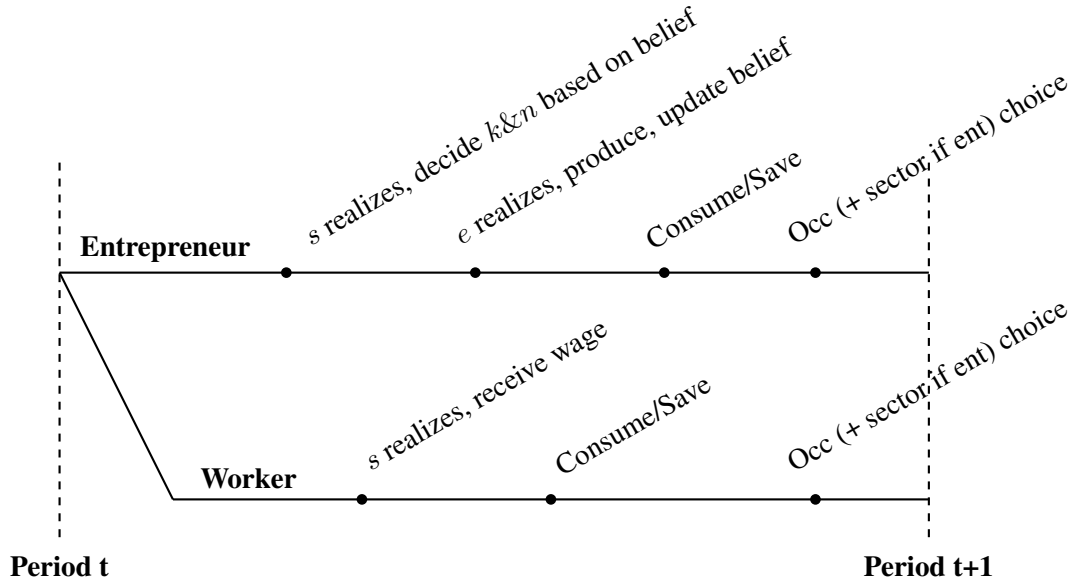 s realizes, decide k&n based on belief
e realizes, produce, update belief
Consume/Save
Occ (+ sector if ent) choice
Entrepreneur
s realizes, receive wage
Consume/Save
Occ (+ sector if ent) choice
Worker
Period t
Period t+1